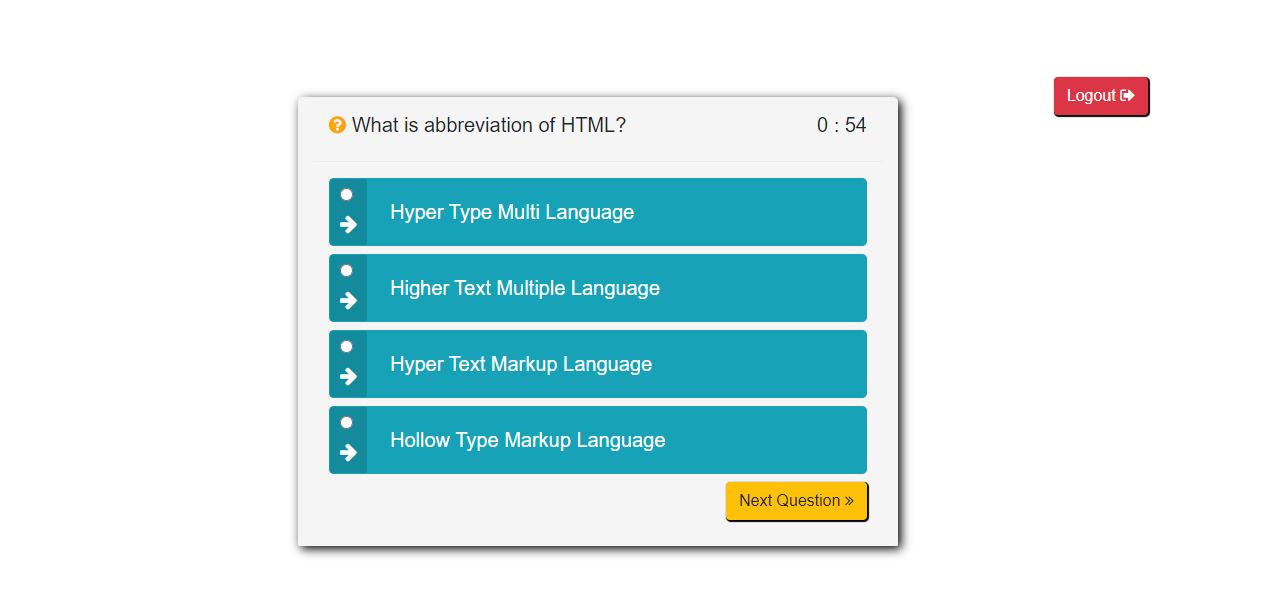 Logout
What is abbreviation of HTML?
0 : 54
Hyper Type Multi Language
Higher Text Multiple Language
Hyper Text Markup Language
Hollow Type Markup Language
Next Question »